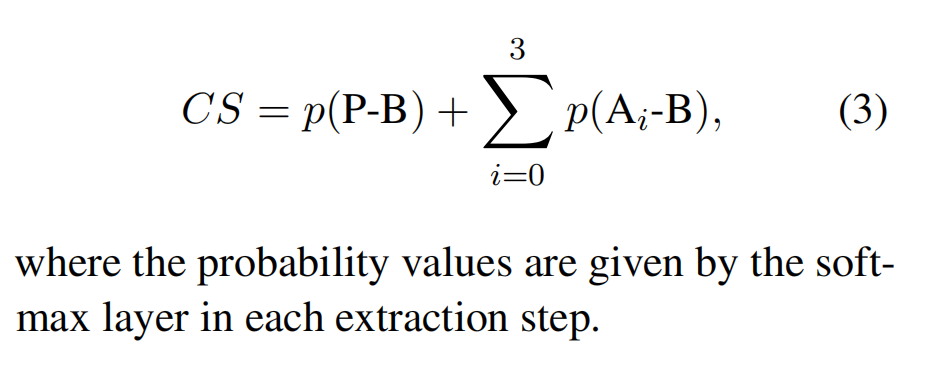 CS = p(P-B) + \sum_{i=0}^{3} p(A_i-B), (3)
where the probability values are given by the soft-
max layer in each extraction step.